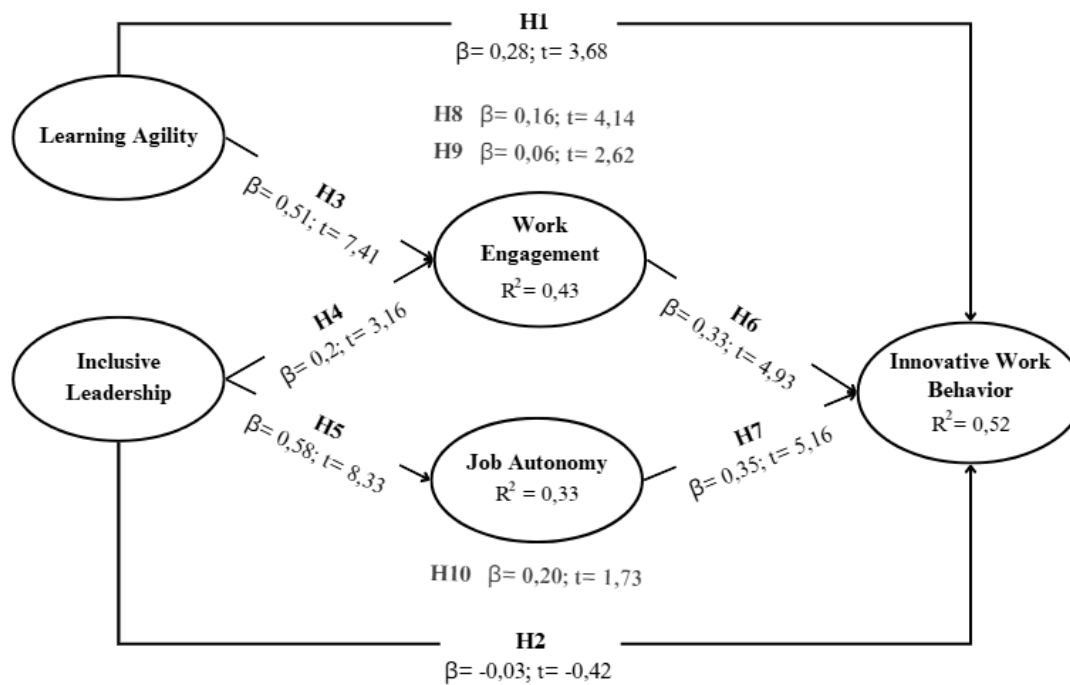 H1
β= 0,28; t= 3,68
Learning Agility
H8 β= 0,16; t= 4,14
H9 β= 0,06; t= 2,62
H3
β= 0,51; t= 7,41
Work
Engagement
R²= 0,43
H4
β= 0,2; t= 3,16
H6
β= 0,33; t= 4,93
Inclusive
Leadership
Innovative Work
Behavior
R²= 0,52
H5
β= 0,58; t= 8,33
Job Autonomy
R² = 0,33
H7
β= 0,35; t= 5,16
H10 β= 0,20; t= 1,73
H2
β= -0,03; t= -0,42